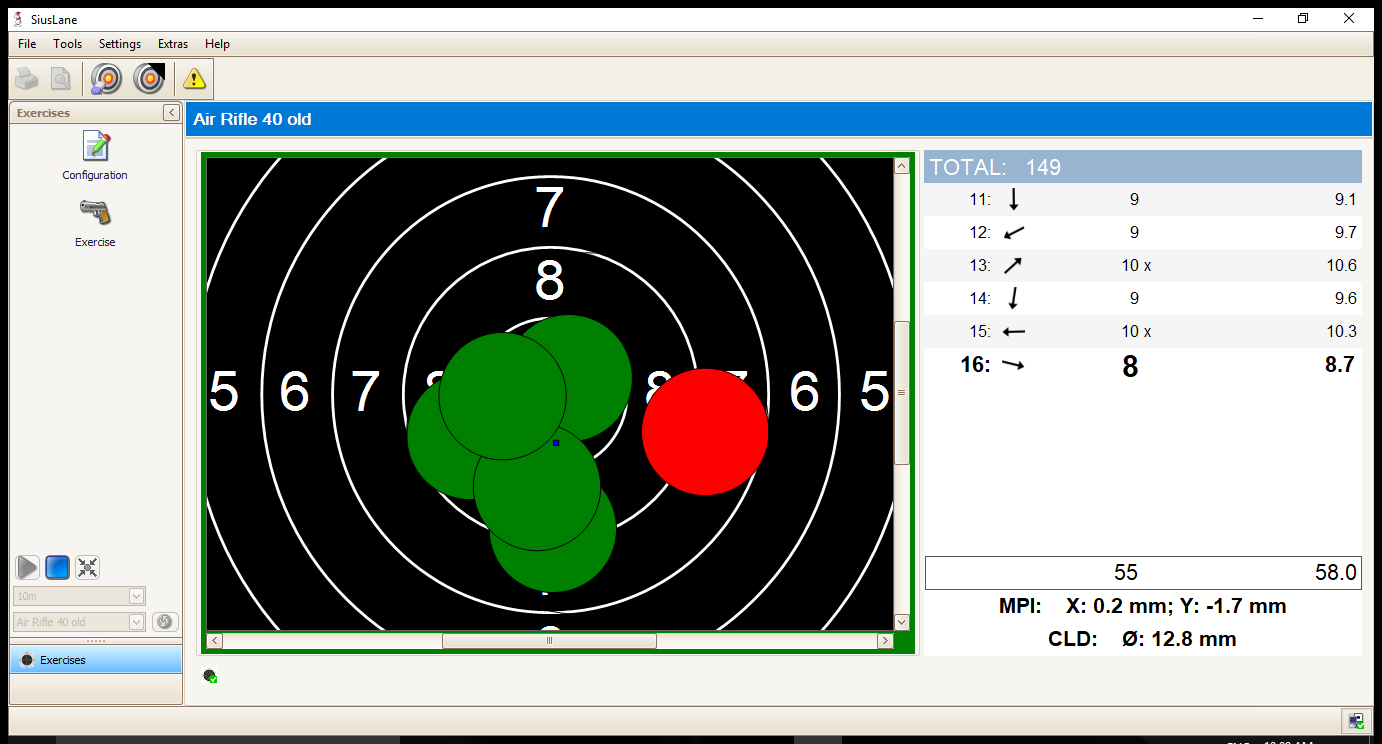 SiusLane
File Tools Settings Extras Help
Exercises
Configuration
Exercise
10m
Air Rifle 40 old
Exercises
Air Rifle 40 old
7
8
5 6 7 8 8 7 6 5
TOTAL: 149
11: 9 9.1
12: 9 9.7
13: 10 x 10.6
14: 9 9.6
15: 10 x 10.3
16: 8 8.7
55 58.0
MPI: X: 0.2 mm; Y: -1.7 mm
CLD: Ø: 12.8 mm